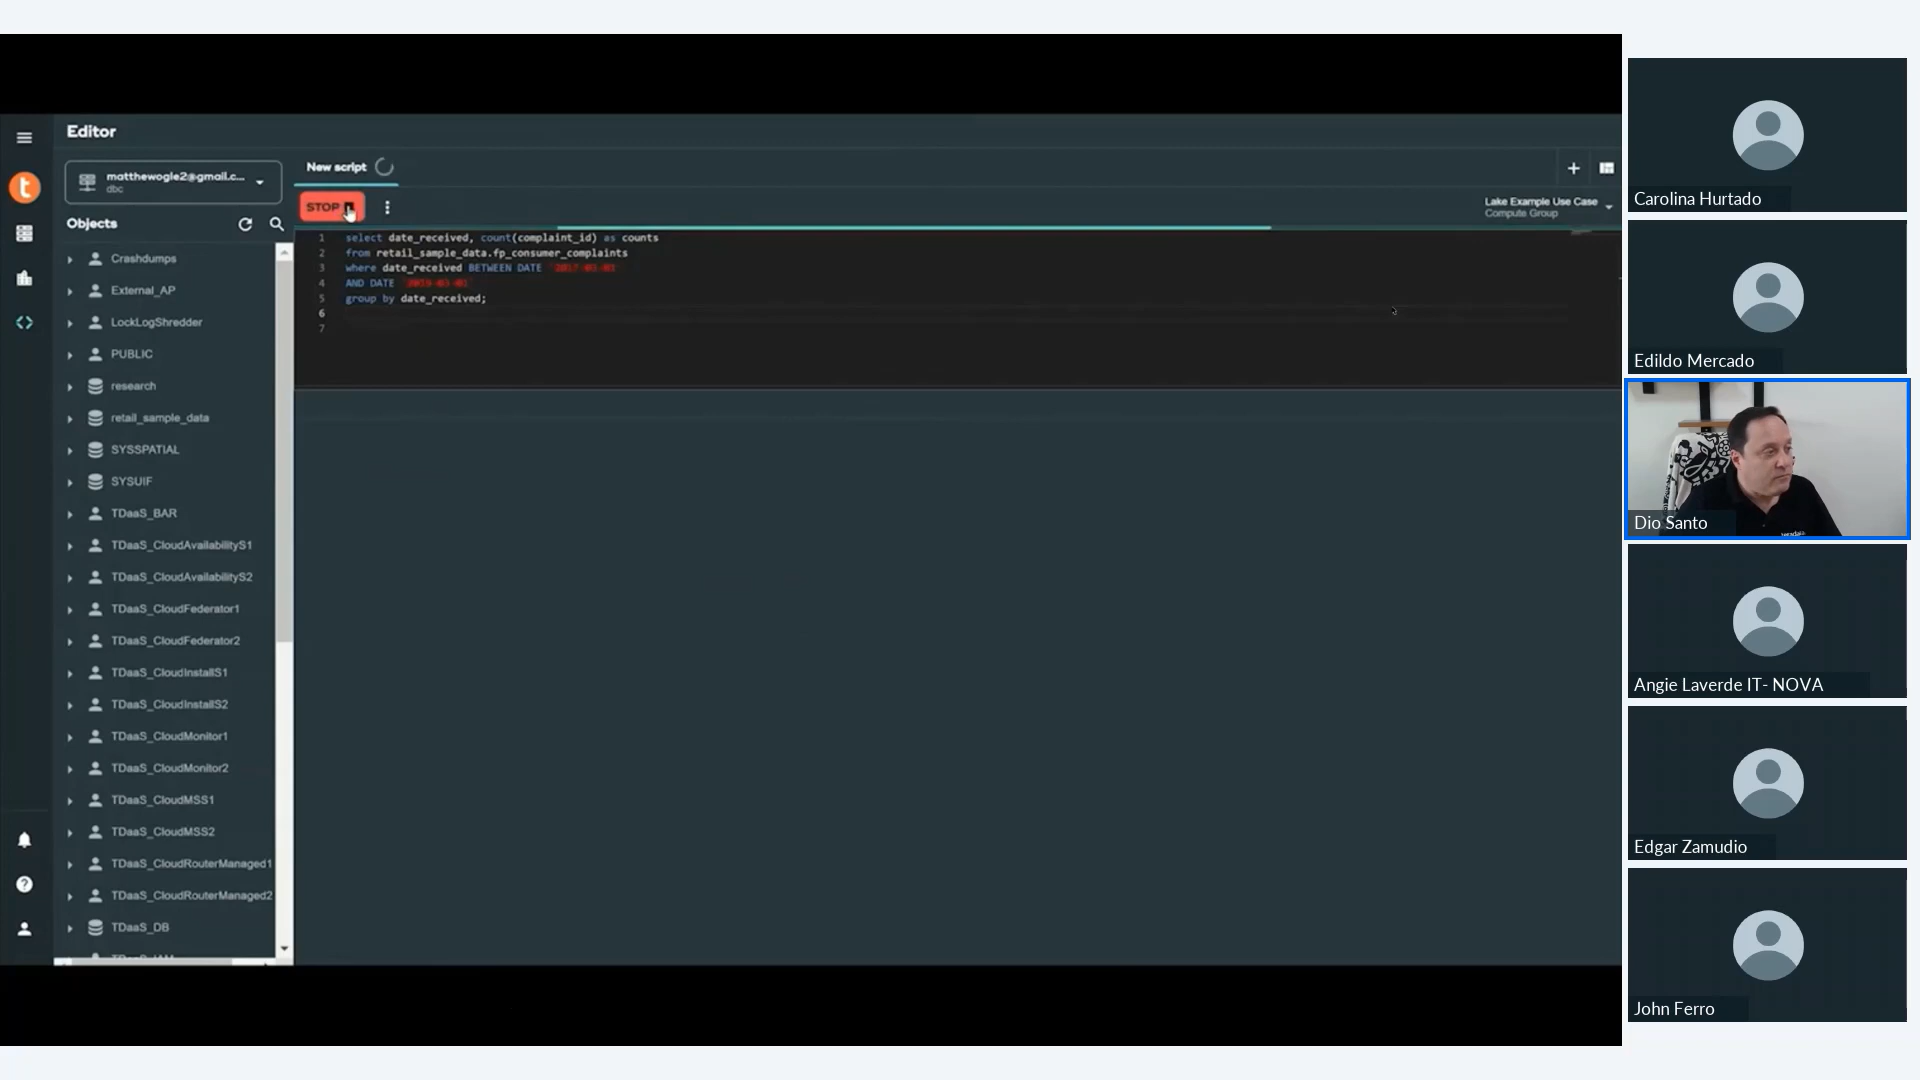 Editor
matthewogle2@gmail.c...
dbc
Objects
Crashdumps
External_AP
LockLogShredder
PUBLIC
research
retail_sample_data
SYSSPATIAL
SYSUIF
TDaaS_BAR
TDaaS_CloudAvailabilityS1
TDaaS_CloudAvailabilityS2
TDaaS_CloudFederator1
TDaaS_CloudFederator2
TDaaS_CloudInstallS1
TDaaS_CloudInstallS2
TDaaS_CloudMonitor1
TDaaS_CloudMonitor2
TDaaS_CloudMSS1
TDaaS_CloudMSS2
TDaaS_CloudRouterManaged1
TDaaS_CloudRouterManaged2
TDaaS_DB
New script
STOP
Lake Example Use Case
Compute Group
1 select date_received, count(complaint_id) as counts
2 from retail_sample_data.fp_consumer_complaints
3 where date_received BETWEEN DATE
4 AND DATE
5 group by date_received;
6
7
Carolina Hurtado
Edildo Mercado
Dio Santo
Angie Laverde IT- NOVA
Edgar Zamudio
John Ferro